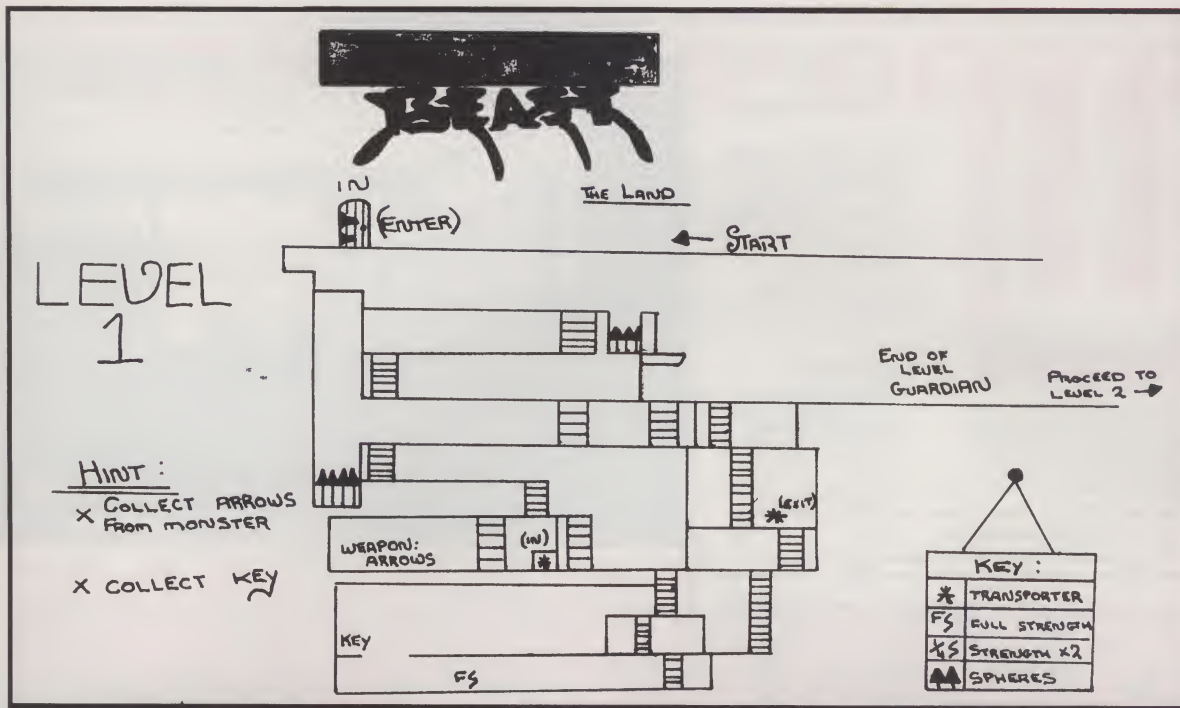 BEAST
IN
(ENTER)
THE LAND
START
LEVEL
1
END OF
LEVEL
GUARDIAN
PROCEED TO
LEVEL 2
HINT :
X COLLECT ARROWS
FROM MONSTER
X COLLECT KEY
(EXIT)
WEAPON:
ARROWS
(IN)
KEY
FS
KEY :
* TRANSPORTER
FS FULL STRENGTH
STRENGTH X2
SPHERES